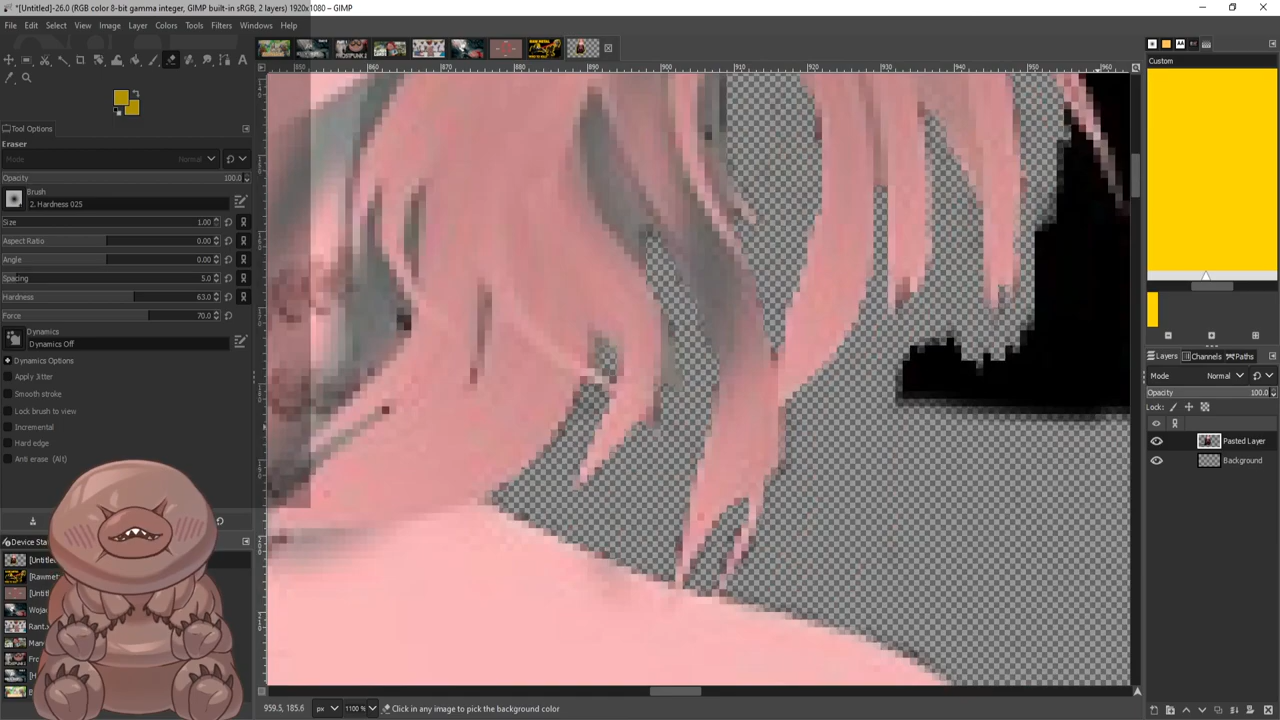 *[Untitled]-26.0 (RGB color 8-bit gamma integer, GIMP built-in sRGB, 2 layers) 1920x1080 – GIMP
File Edit Select View Image Layer Colors Tools Filters Windows Help
Custom
Tool Options
Eraser
Mode Normal
Opacity 100.0
Brush
2. Hardness 025
Size 1.00
Aspect Ratio 0.00
Angle 0.00
Spacing 5.0
Hardness 63.0
Force 70.0
Dynamics
Dynamics Off
Dynamics Options
Apply Jitter
Smooth stroke
Lock brush to view
Incremental
Hard edge
Anti erase (Alt)
Layers Channels Paths
Mode Normal
Opacity 100.0
Lock:
Pasted Layer
Background
959.5, 185.6 px 1100 % Click in any image to pick the background color